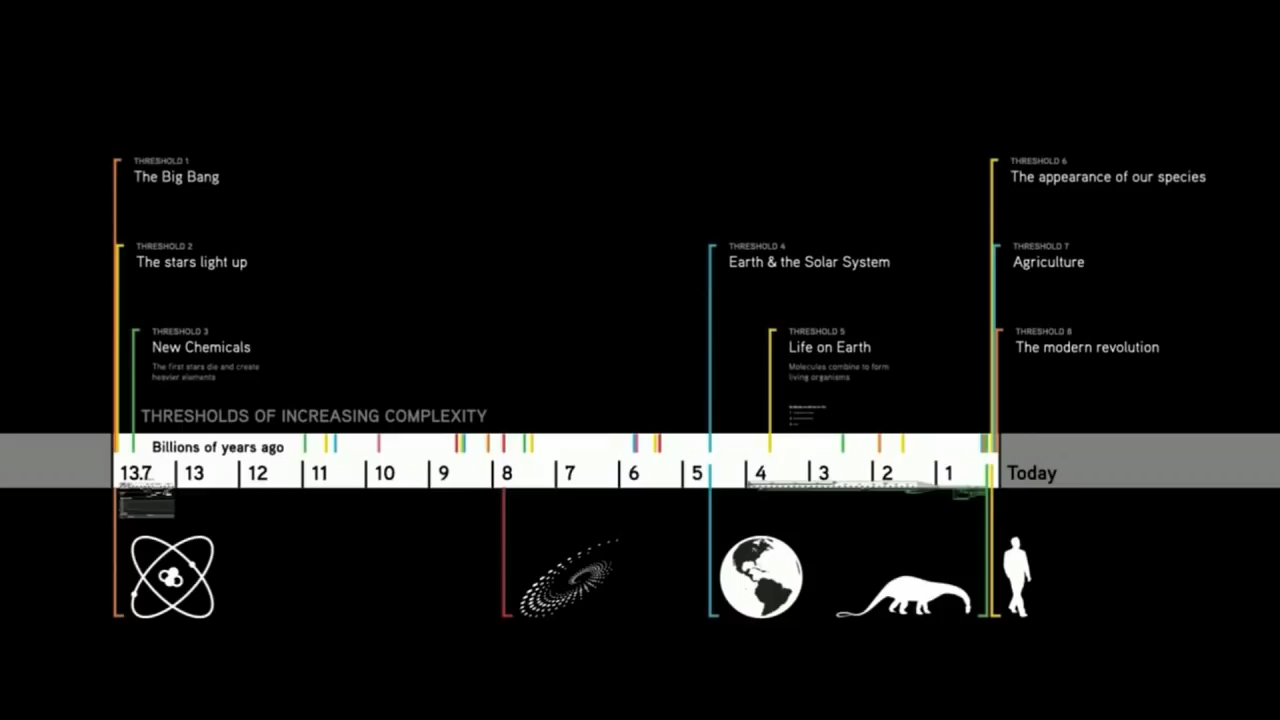 THRESHOLD 1
The Big Bang
THRESHOLD 2
The stars light up
THRESHOLD 3
New Chemicals
The first stars die and create
heavier elements
THRESHOLD 4
Earth & the Solar System
THRESHOLD 5
Life on Earth
Molecules combine to form
living organisms
THRESHOLD 6
The appearance of our species
THRESHOLD 7
Agriculture
THRESHOLD 8
The modern revolution
THRESHOLDS OF INCREASING COMPLEXITY
Billions of years ago
13.7 13 12 11 10 9 8 7 6 5 4 3 2 1 Today